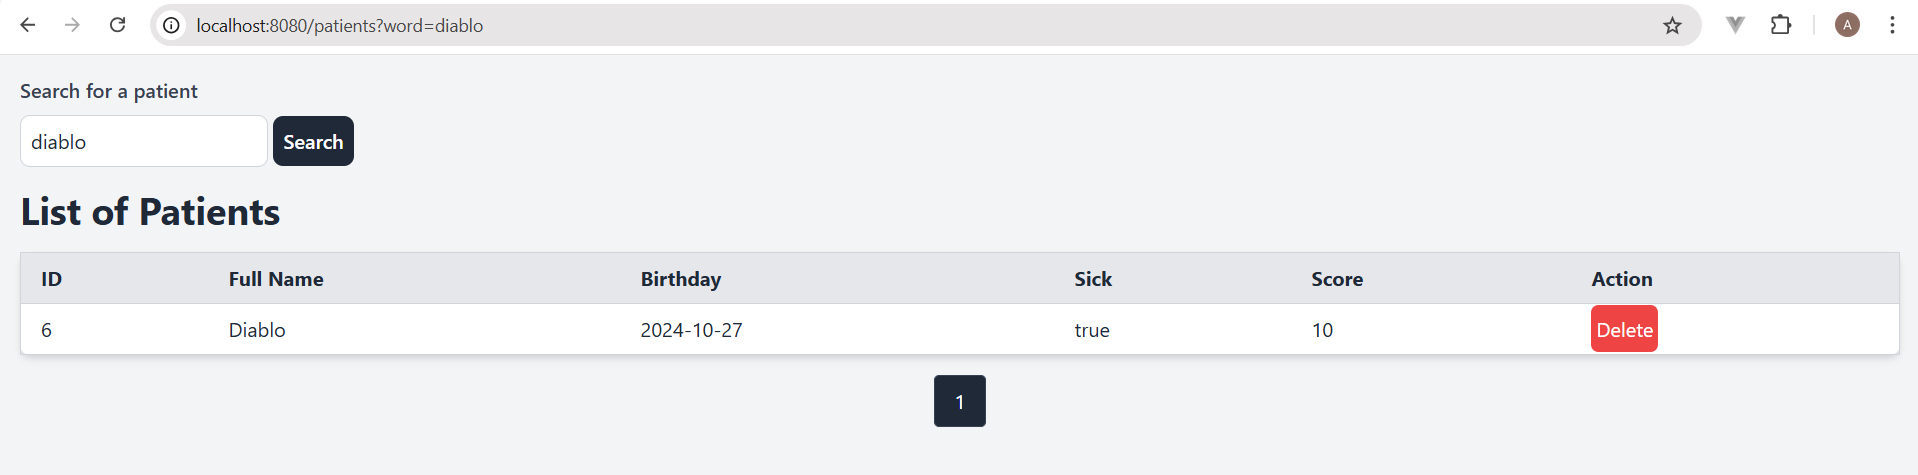 localhost:8080/patients?word=diablo
A
Search for a patient
diablo Search
List of Patients
ID Full Name Birthday Sick Score Action
6 Diablo 2024-10-27 true 10 Delete
1